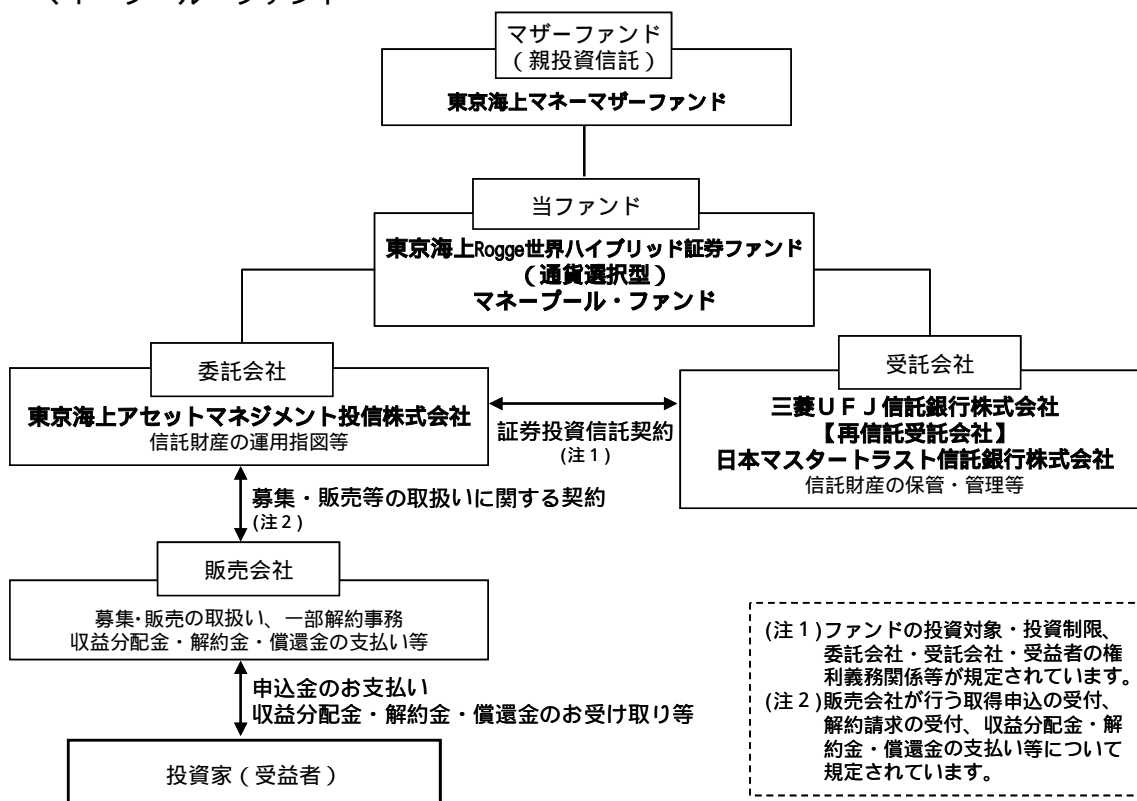 マネープール・ファンド
マザーファンド
（親投資信託）
東京海上マネーマザーファンド
当ファンド
東京海上Rogge世界ハイブリッド証券ファンド
（通貨選択型）
マネープール・ファンド
委託会社
東京海上アセットマネジメント投信株式会社
信託財産の運用指図等
証券投資信託契約
(注１)
受託会社
三菱ＵＦＪ信託銀行株式会社
【再信託受託会社】
日本マスタートラスト信託銀行株式会社
信託財産の保管・管理等
募集・販売等の取扱いに関する契約
(注２)
販売会社
募集・販売の取扱い、一部解約事務
収益分配金・解約金・償還金の支払い等
申込金のお支払い
収益分配金・解約金・償還金のお受け取り等
投資家（受益者）
(注１)ファンドの投資対象・投資制限、
委託会社・受託会社・受益者の権
利義務関係等が規定されています。
(注２)販売会社が行う取得申込の受付、
解約請求の受付、収益分配金・解
約金・償還金の支払い等について
規定されています。